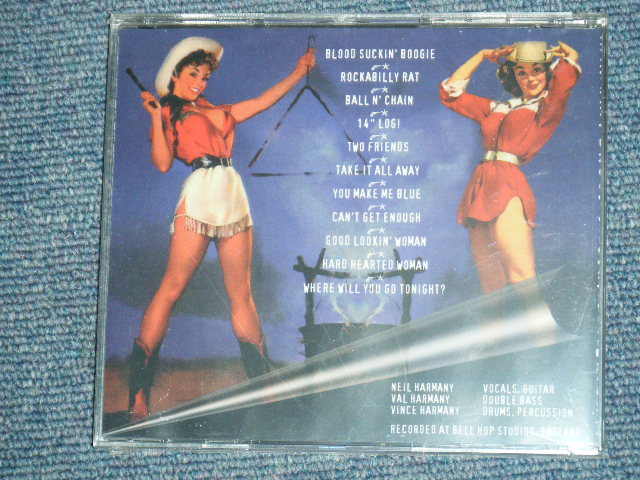 BLOOD SUCKIN' BOOGIE
ROCKABILLY RAT
BALL N' CHAIN
14" LOG!
TWO FRIENDS
TAKE IT ALL AWAY
YOU MAKE ME BLUE
CAN'T GET ENOUGH
GOOD LOOKIN' WOMAN
HARD HEARTED WOMAN
WHERE WILL YOU GO TONIGHT?
NEIL HARMANY VOCALS, GUITAR
VAL HARMANY DOUBLE BASS
VINCE HARMANY DRUMS, PERCUSSION
RECORDED AT BELL HOP STUDIOS, ENGLAND